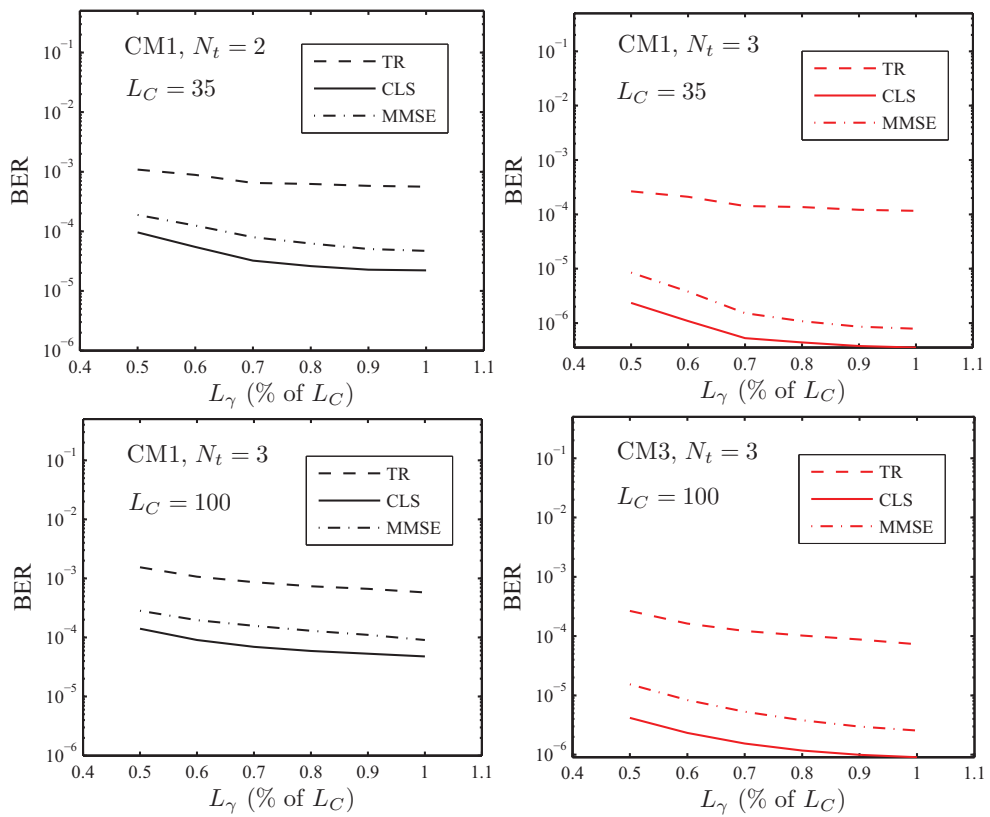 CM1, N_t = 2
L_C = 35
TR
CLS
MMSE
BER
10^{-1}
10^{-2}
10^{-3}
10^{-4}
10^{-5}
10^{-6}
0.4 0.5 0.6 0.7 0.8 0.9 1 1.1
L_γ (% of L_C)
CM1, N_t = 3
L_C = 35
TR
CLS
MMSE
BER
10^{-1}
10^{-2}
10^{-3}
10^{-4}
10^{-5}
10^{-6}
0.4 0.5 0.6 0.7 0.8 0.9 1 1.1
L_γ (% of L_C)
CM1, N_t = 3
L_C = 100
TR
CLS
MMSE
BER
10^{-1}
10^{-2}
10^{-3}
10^{-4}
10^{-5}
10^{-6}
0.4 0.5 0.6 0.7 0.8 0.9 1 1.1
L_γ (% of L_C)
CM3, N_t = 3
L_C = 100
TR
CLS
MMSE
BER
10^{-1}
10^{-2}
10^{-3}
10^{-4}
10^{-5}
10^{-6}
0.4 0.5 0.6 0.7 0.8 0.9 1 1.1
L_γ (% of L_C)